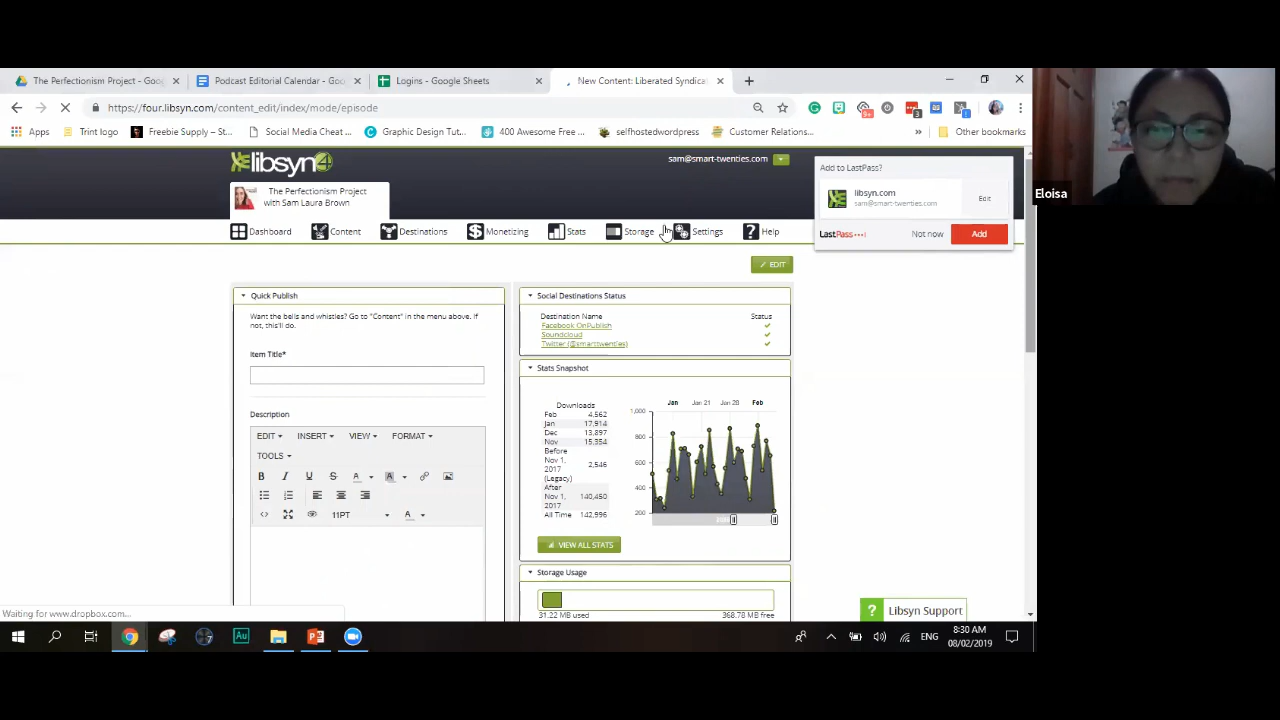 The Perfectionism Project - Goo
Podcast Editorial Calendar - Goo
Logins - Google Sheets
New Content: Liberated Syndica
https://four.libsyn.com/content_edit/index/mode/episode
Apps
Trint logo
Freebie Supply – St...
Social Media Cheat ...
Graphic Design Tut...
400 Awesome Free ...
selfhostedwordpress
Customer Relations...
»
Other bookmarks
libsyn4
sam@smart-twenties.com
The Perfectionism Project
with Sam Laura Brown
Add to LastPass?
libsyn.com
sam@smart-twenties.com
Edit
LastPass
Not now
Add
Eloisa
Dashboard
Content
Destinations
Monetizing
Stats
Storage
Settings
Help
EDIT
Quick Publish
Want the bells and whistles? Go to "Content" in the menu above. If
not, this'll do.
Item Title*
Description
EDIT
INSERT
VIEW
FORMAT
TOOLS
B I U S A A
11PT
A
Social Destinations Status
Destination Name Status
Facebook OnPublish
Soundcloud
Twitter (@smarttwenties)
Stats Snapshot
Downloads
Feb 4,562
Jan 17,914
Dec 13,897
Nov 15,354
Before
Nov 1,
2017 2,546
(Legacy)
After
Nov 1, 140,450
2017
All Time 142,996
Jan Jan 21 Jan 28 Feb
1,000
800
600
400
200
VIEW ALL STATS
Storage Usage
31.22 MB used 368.78 MB free
Waiting for www.dropbox.com...
? Libsyn Support
ENG
8:30 AM
08/02/2019